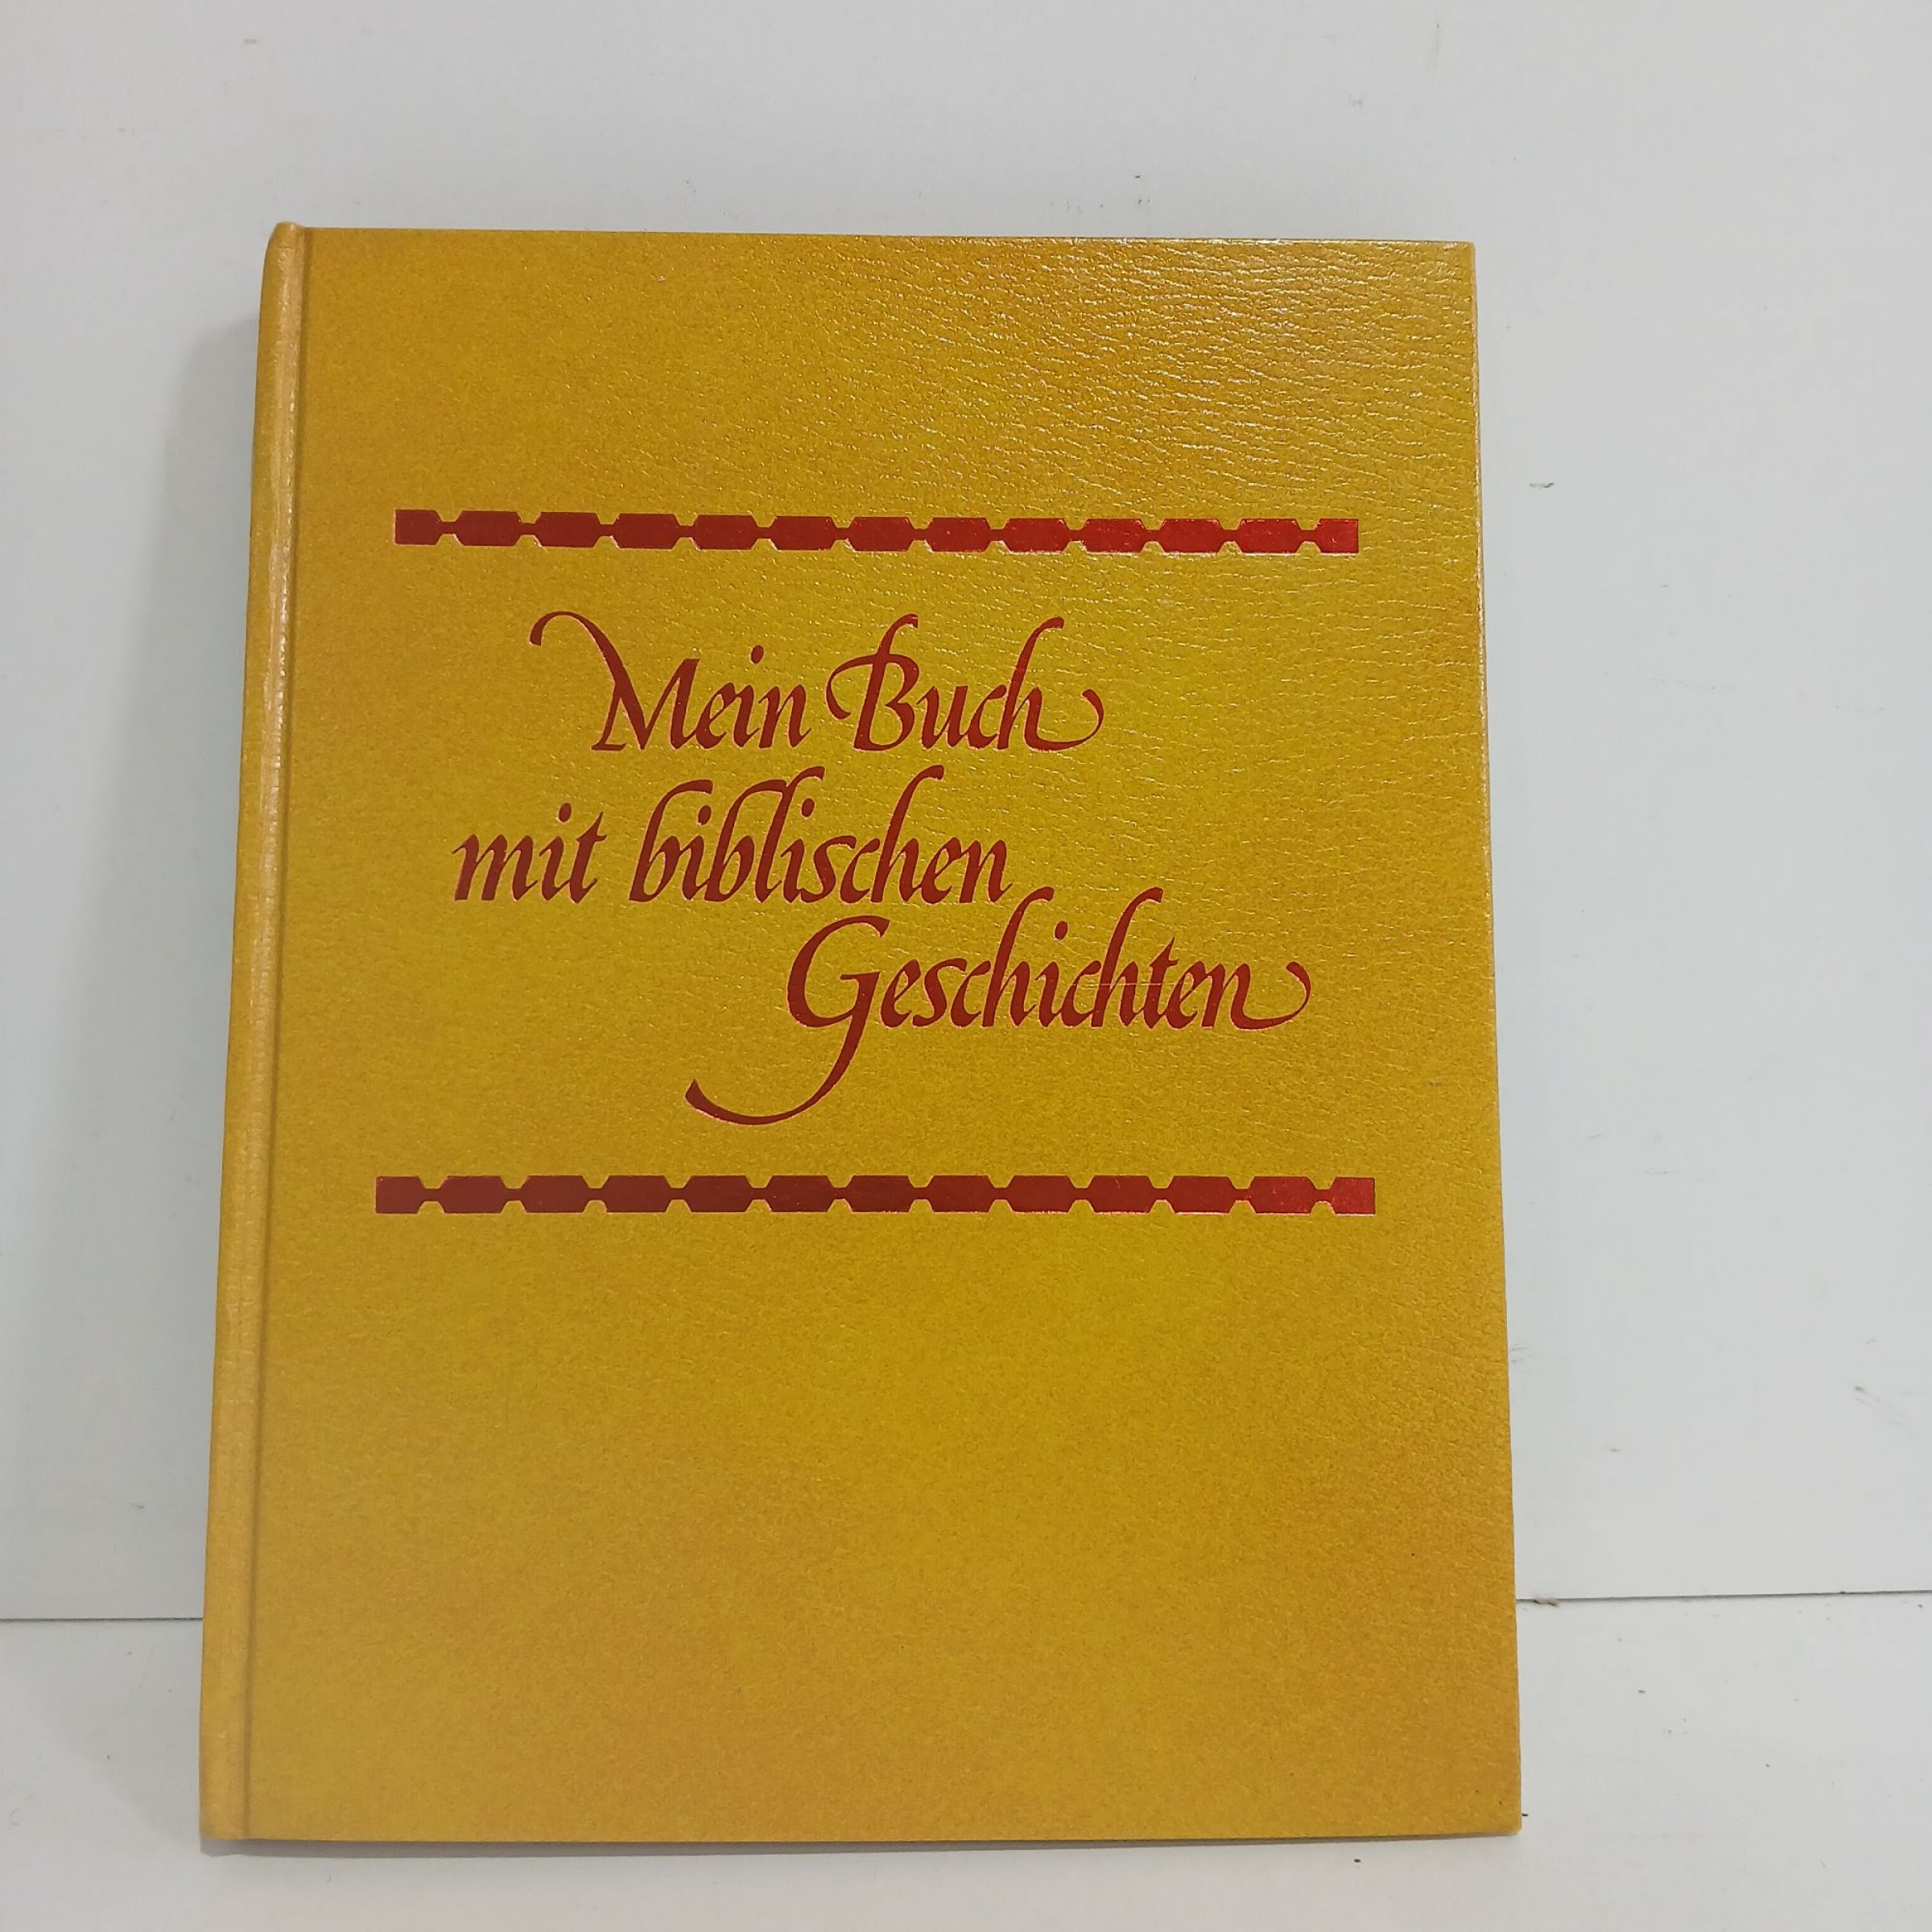 Mein Buch
mit biblischen
Geschichten